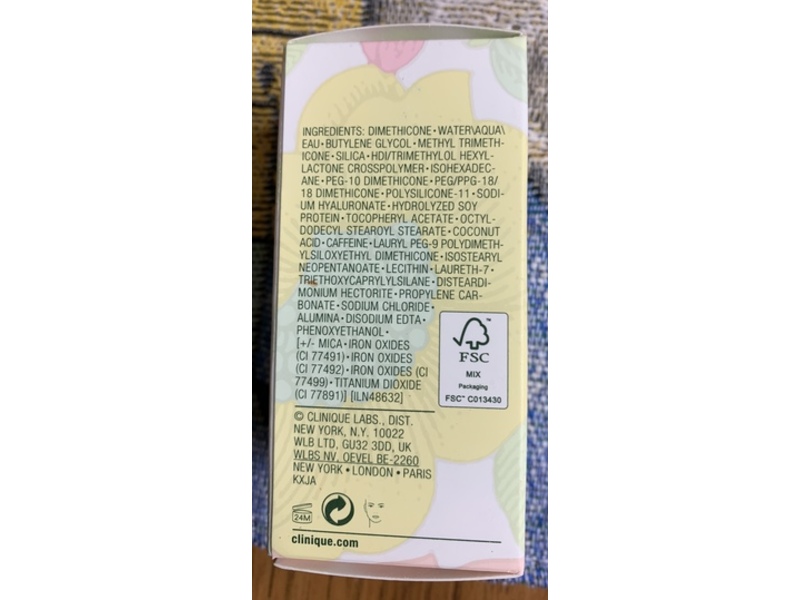 INGREDIENTS: DIMETHICONE • WATER\AQUA\
EAU • BUTYLENE GLYCOL • METHYL TRIMETH-
ICONE • SILICA • HDI/TRIMETHYLOL HEXYL-
LACTONE CROSSPOLYMER • ISOHEXADEC-
ANE • PEG-10 DIMETHICONE • PEG/PPG-18/
18 DIMETHICONE • POLYSILICONE-11 • SODI-
UM HYALURONATE • HYDROLYZED SOY
PROTEIN • TOCOPHERYL ACETATE • OCTYL-
DODECYL STEAROYL STEARATE • COCONUT
ACID • CAFFEINE • LAURYL PEG-9 POLYDIMETH-
YLSILOXYETHYL DIMETHICONE • ISOSTEARYL
NEOPENTANOATE • LECITHIN • LAURETH-7 •
TRIETHOXYCAPRYLYLSILANE • DISTEARDI-
MONIUM HECTORITE • PROPYLENE CAR-
BONATE • SODIUM CHLORIDE •
ALUMINA • DISODIUM EDTA •
PHENOXYETHANOL •
[+/- MICA • IRON OXIDES
(CI 77491) • IRON OXIDES
(CI 77492) • IRON OXIDES (CI
77499) • TITANIUM DIOXIDE
(CI 77891)] [ILN48632]
™
FSC
MIX
Packaging
FSC™ C013430
© CLINIQUE LABS., DIST.
NEW YORK, N.Y. 10022
WLB LTD, GU32 3DD, UK
WLBS NV, OEVEL BE-2260
NEW YORK • LONDON • PARIS
KXJA
24M
clinique.com